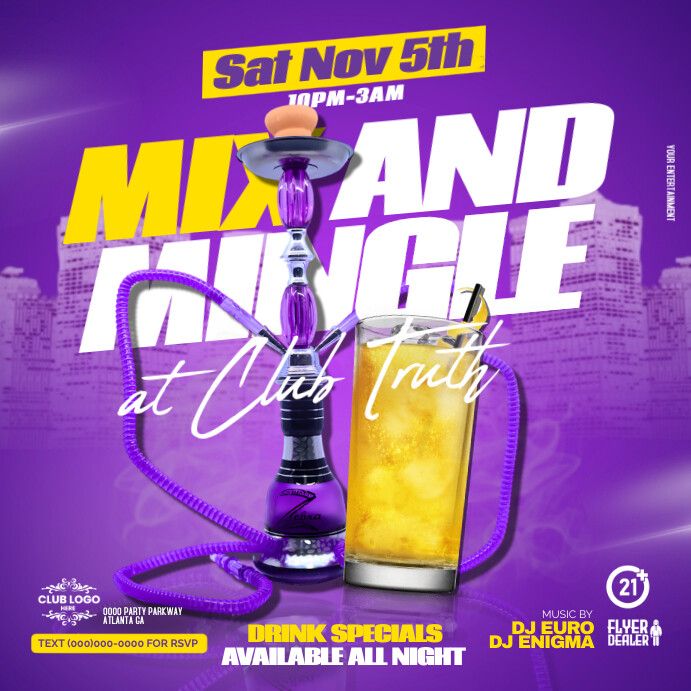 Sat Nov 5th
10PM-3AM
MIX AND
MINGLE
at Club Truth
YOUR ENTERTAINMENT
CLUB LOGO
HERE
0000 PARTY PARKWAY
ATLANTA GA
TEXT (000)000-0000 FOR RSVP
DRINK SPECIALS
AVAILABLE ALL NIGHT
21+
MUSIC BY
DJ EURO
DJ ENIGMA
FLYER
DEALER